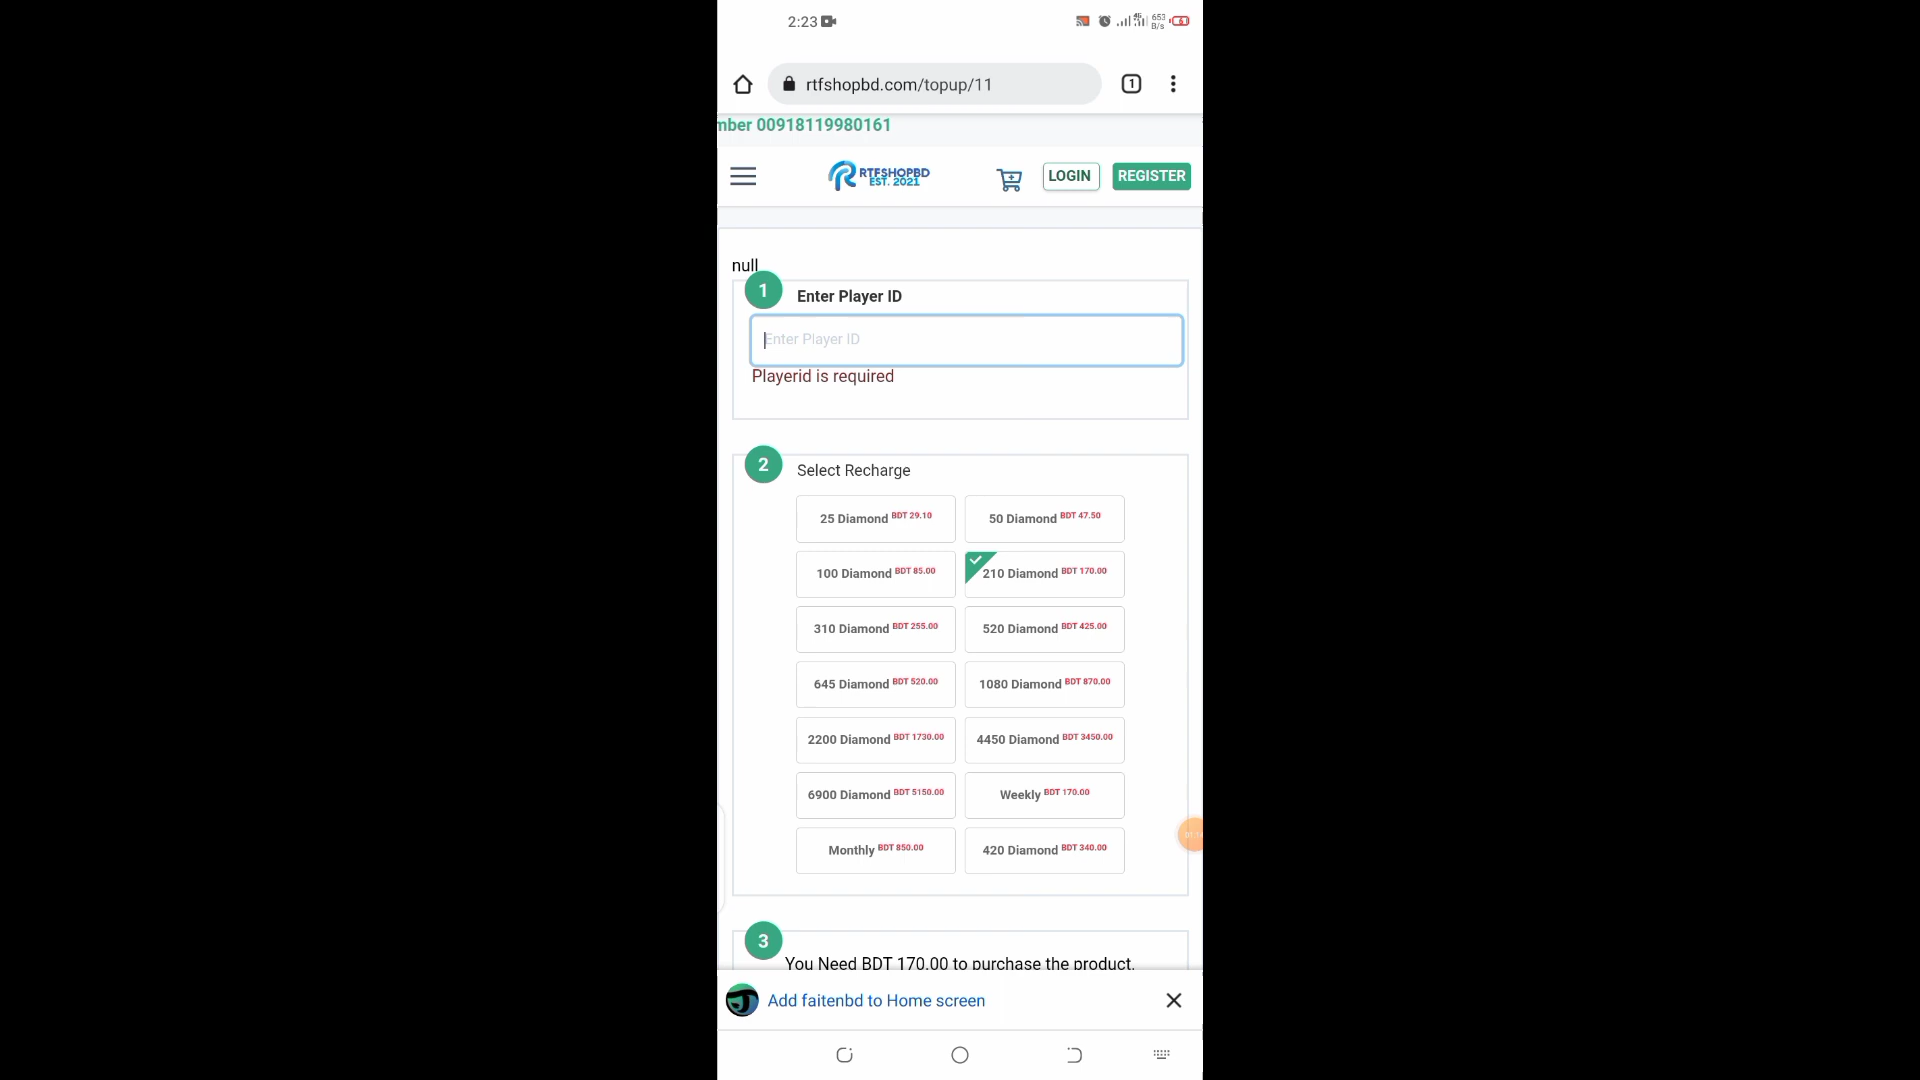 2:23
653
B/s
6
rtfshopbd.com/topup/11
1
mber 00918119980161
RTFSHOPBD
EST. 2021
LOGIN
REGISTER
null
1
Enter Player ID
Enter Player ID
Playerid is required
2
Select Recharge
25 Diamond BDT 29.10
50 Diamond BDT 47.50
100 Diamond BDT 85.00
210 Diamond BDT 170.00
310 Diamond BDT 255.00
520 Diamond BDT 425.00
645 Diamond BDT 520.00
1080 Diamond BDT 870.00
2200 Diamond BDT 1730.00
4450 Diamond BDT 3450.00
6900 Diamond BDT 5150.00
Weekly BDT 170.00
Monthly BDT 850.00
420 Diamond BDT 340.00
3
You Need BDT 170.00 to purchase the product.
Add faitenbd to Home screen